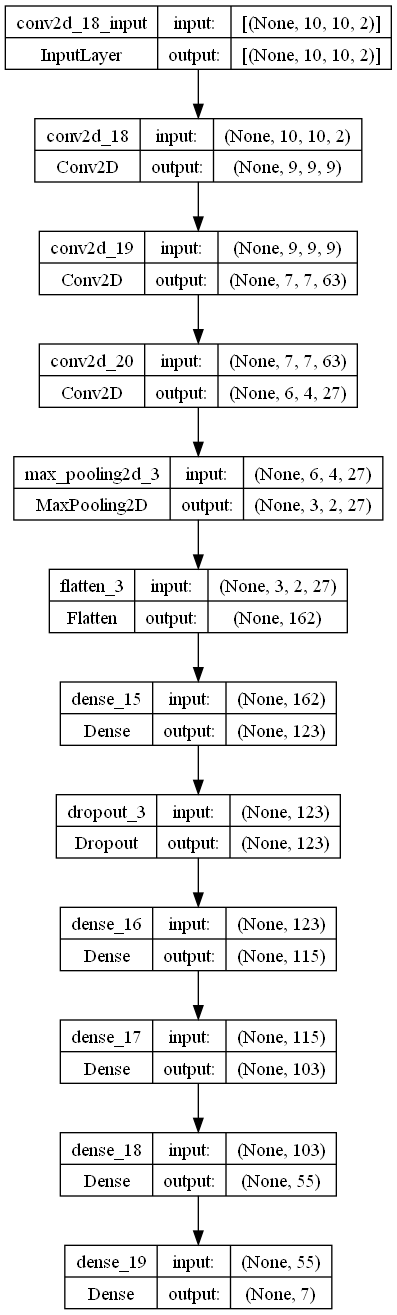 conv2d_18_input input: [(None, 10, 10, 2)]
InputLayer output: [(None, 10, 10, 2)]
conv2d_18 input: (None, 10, 10, 2)
Conv2D output: (None, 9, 9, 9)
conv2d_19 input: (None, 9, 9, 9)
Conv2D output: (None, 7, 7, 63)
conv2d_20 input: (None, 7, 7, 63)
Conv2D output: (None, 6, 4, 27)
max_pooling2d_3 input: (None, 6, 4, 27)
MaxPooling2D output: (None, 3, 2, 27)
flatten_3 input: (None, 3, 2, 27)
Flatten output: (None, 162)
dense_15 input: (None, 162)
Dense output: (None, 123)
dropout_3 input: (None, 123)
Dropout output: (None, 123)
dense_16 input: (None, 123)
Dense output: (None, 115)
dense_17 input: (None, 115)
Dense output: (None, 103)
dense_18 input: (None, 103)
Dense output: (None, 55)
dense_19 input: (None, 55)
Dense output: (None, 7)